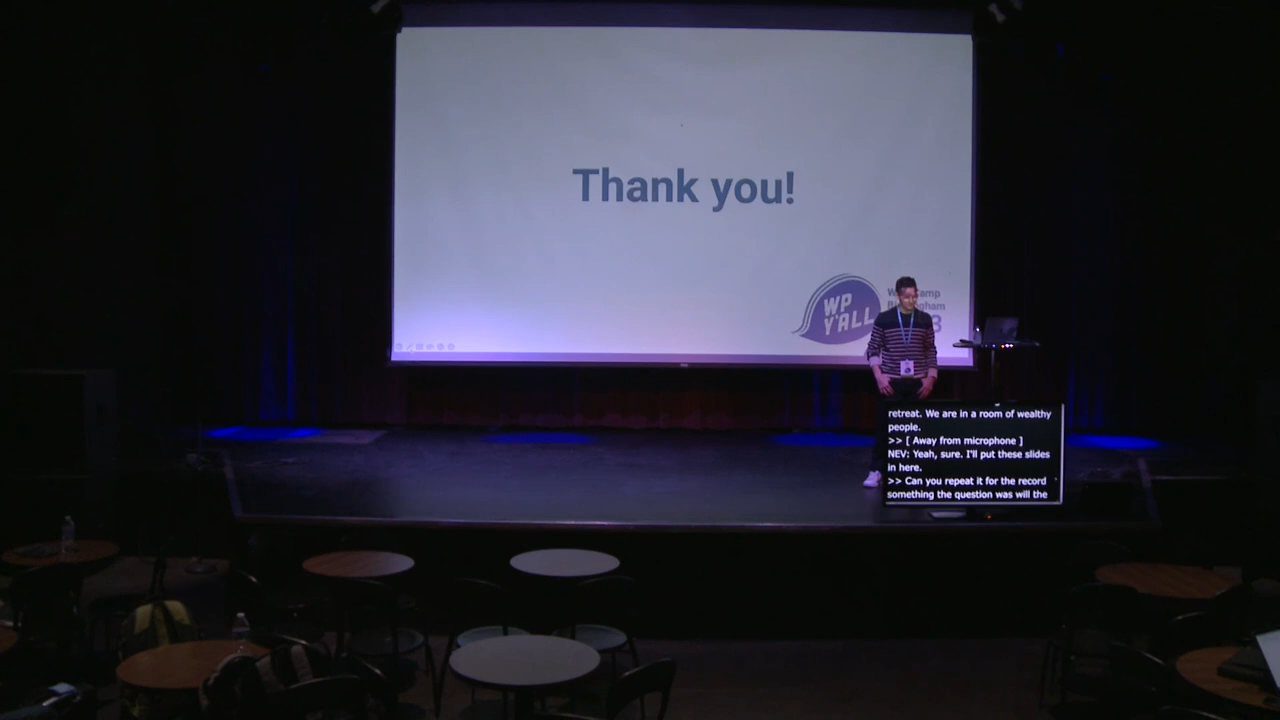 Thank you!
WP
Y'ALL
retreat. We are in a room of wealthy
people.
>> [ Away from microphone ]
NEV: Yeah, sure. I'll put these slides
in here.
>> Can you repeat it for the record
something the question was will the